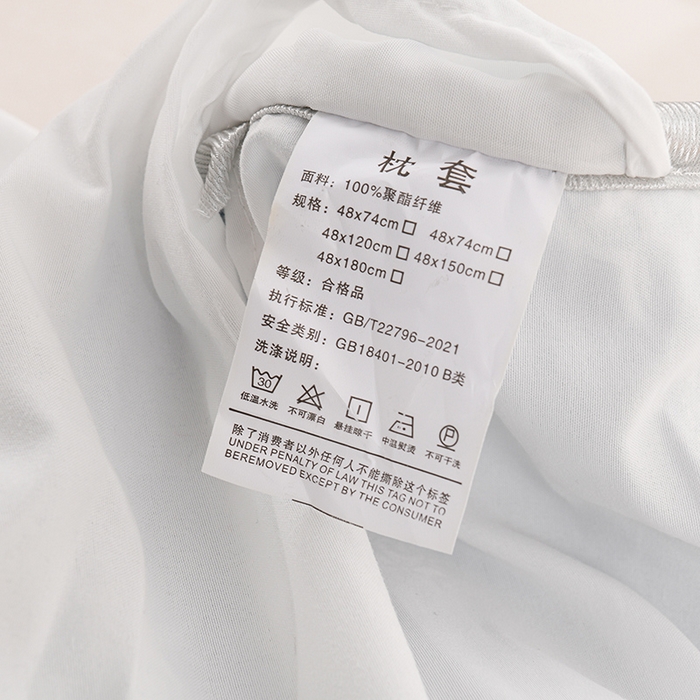 枕套
面料：100%聚酯纤维
规格：48x74cm□ 48x74cm□
48x120cm□ 48x150cm□
48x180cm□
等级：合格品
执行标准：GB/T22796-2021
安全类别：GB18401-2010 B类
洗涤说明：
30 P
低温水洗 不可漂白 悬挂晾干 中温熨烫 不可干洗
除了消费者以外任何人不能撕除这个标签
UNDER PENALTY OF LAW THIS TAG NOT TO
BEREMOVED EXCEPT BY THE CONSUMER